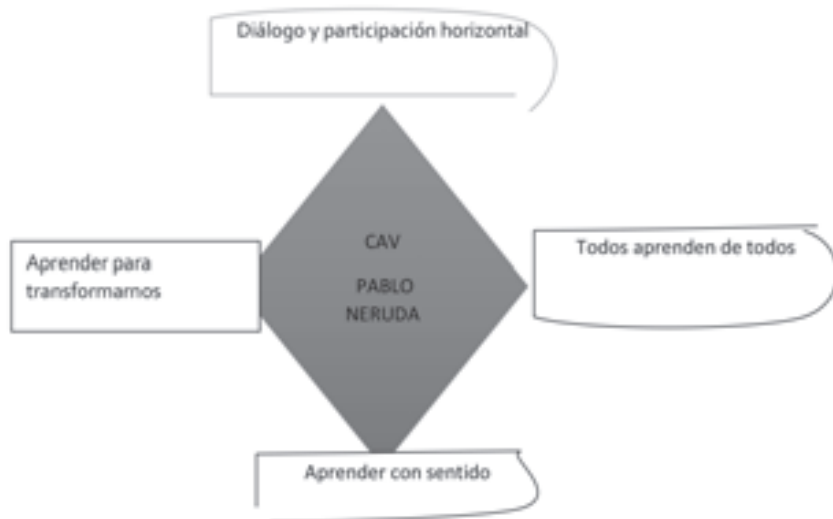 Diálogo y participación horizontal
CAV
PABLO
NERUDA
Aprender para
transformarnos
Todos aprenden de todos
Aprender con sentido